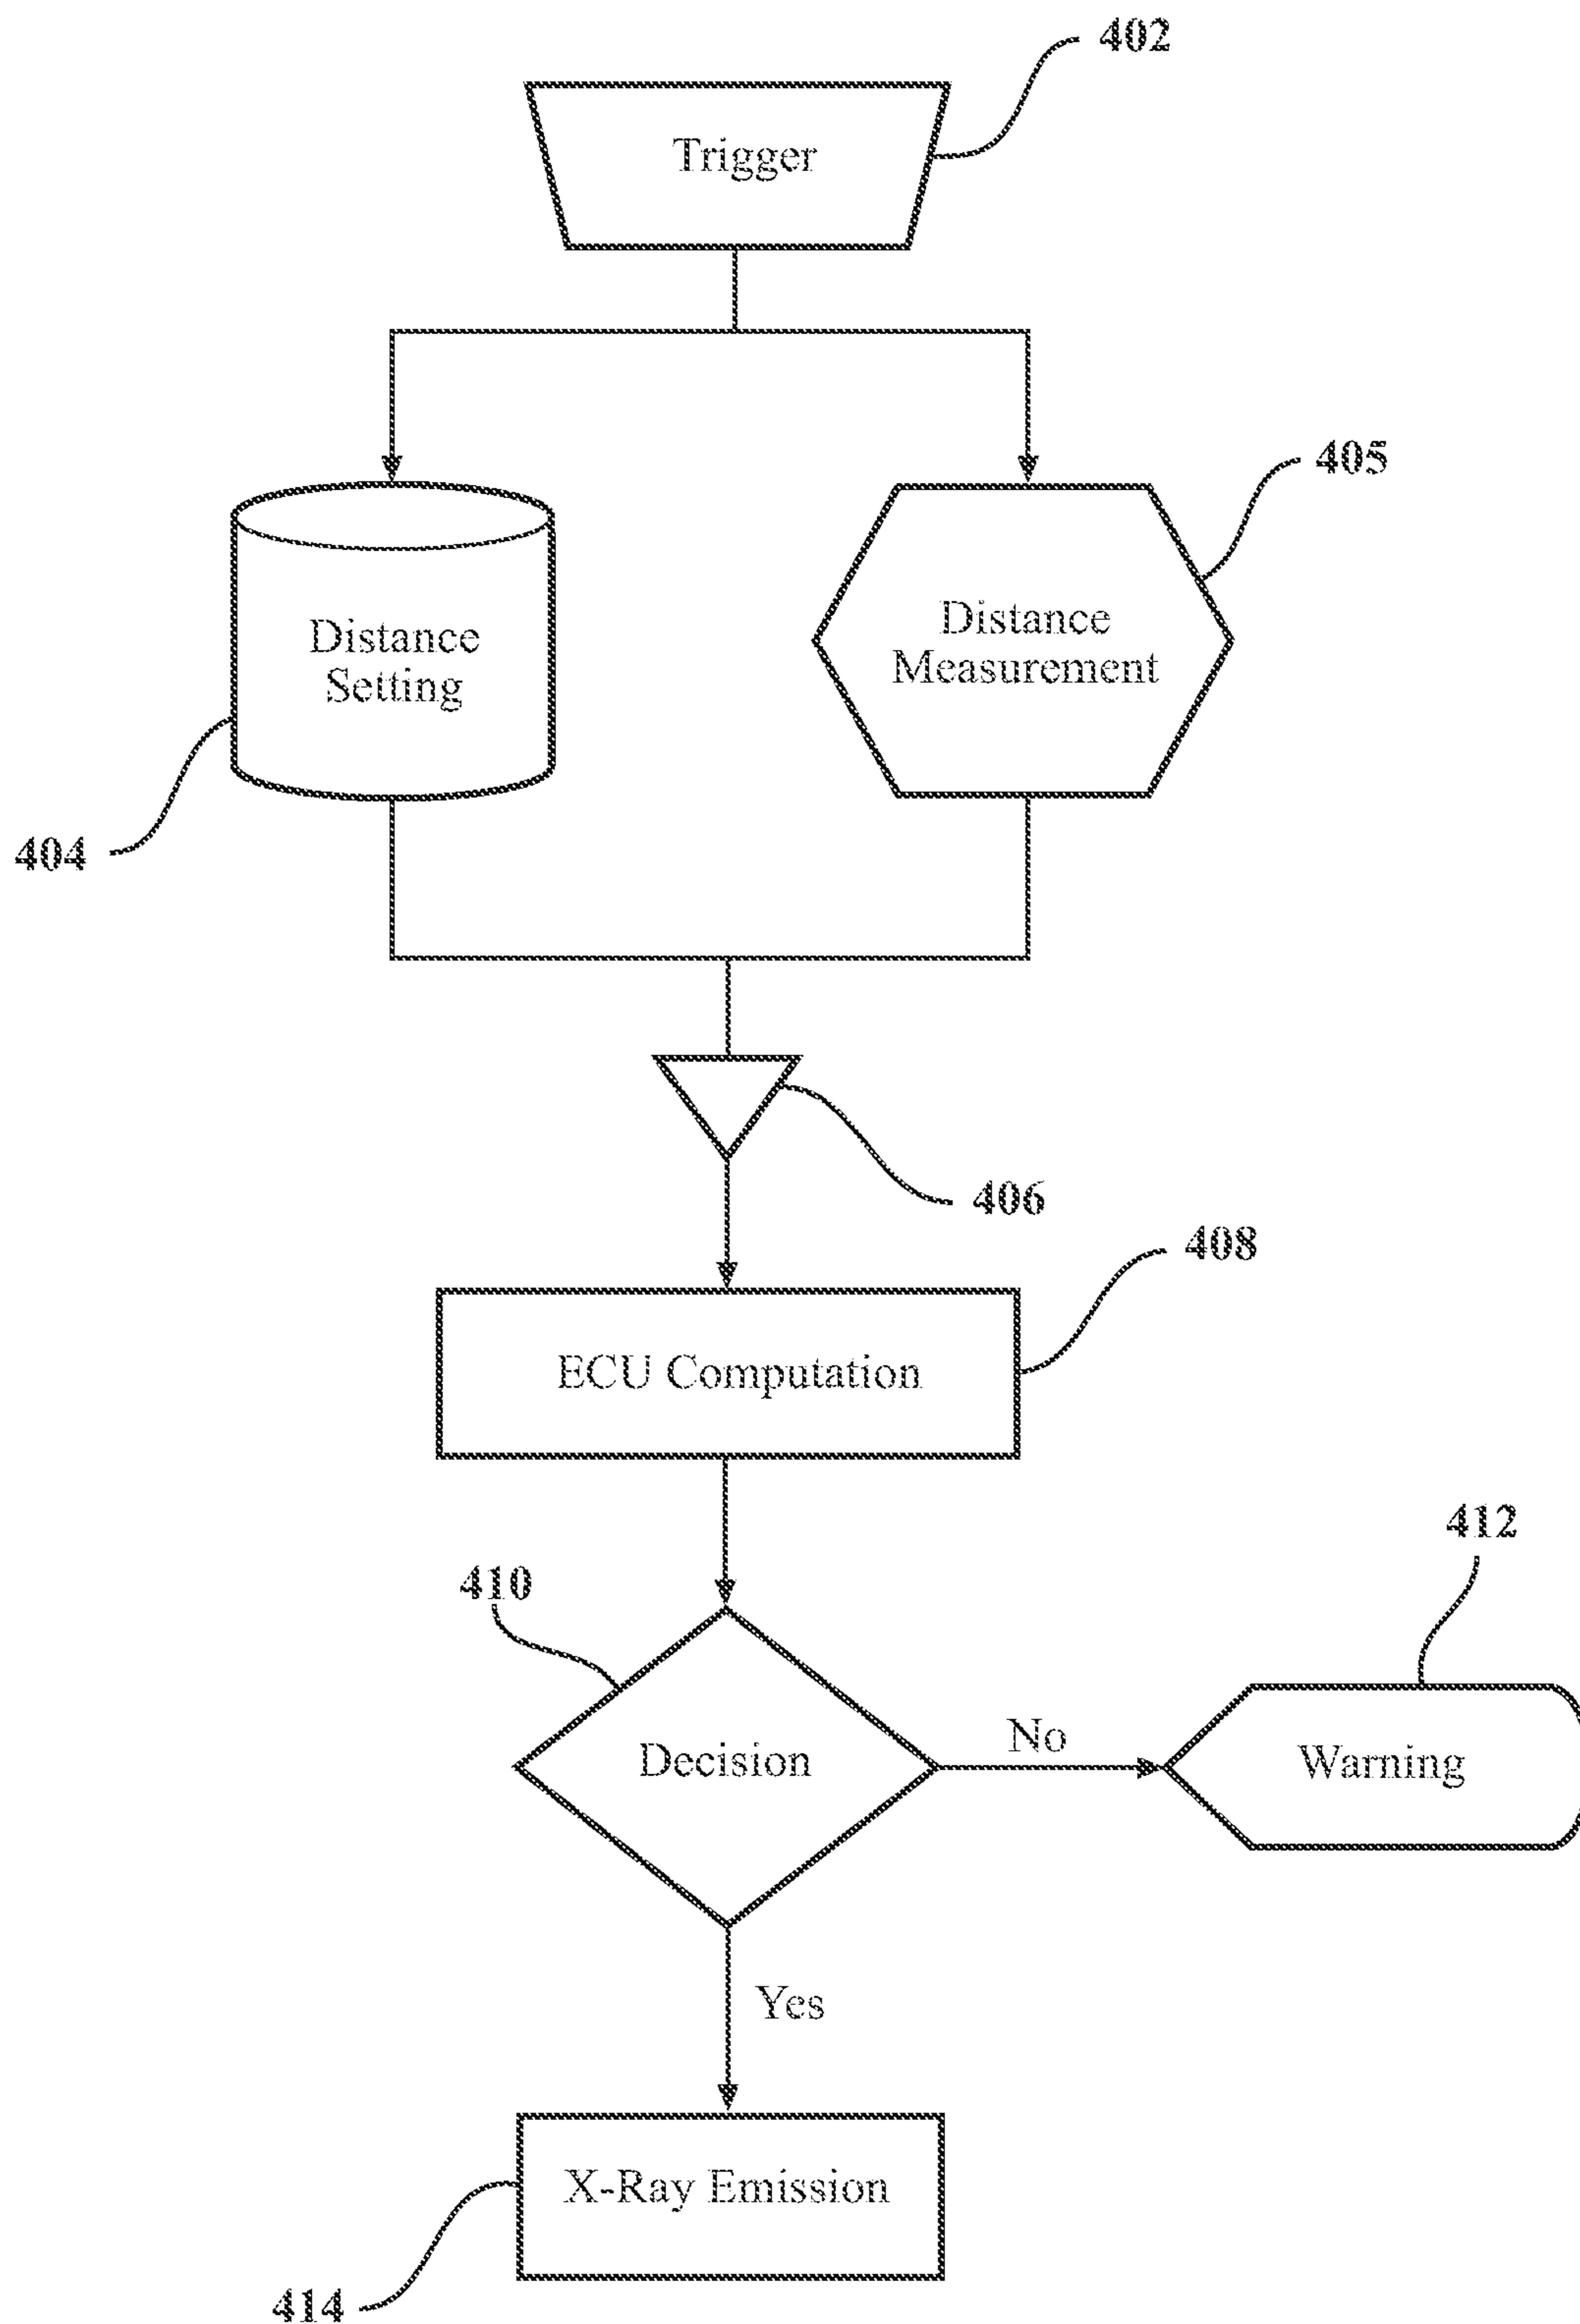 402
Trigger
405
Distance
Setting
Distance
Measurement
404
406
408
ECU Computation
412
410
Decision
No
Warning
Yes
X-Ray Emission
414